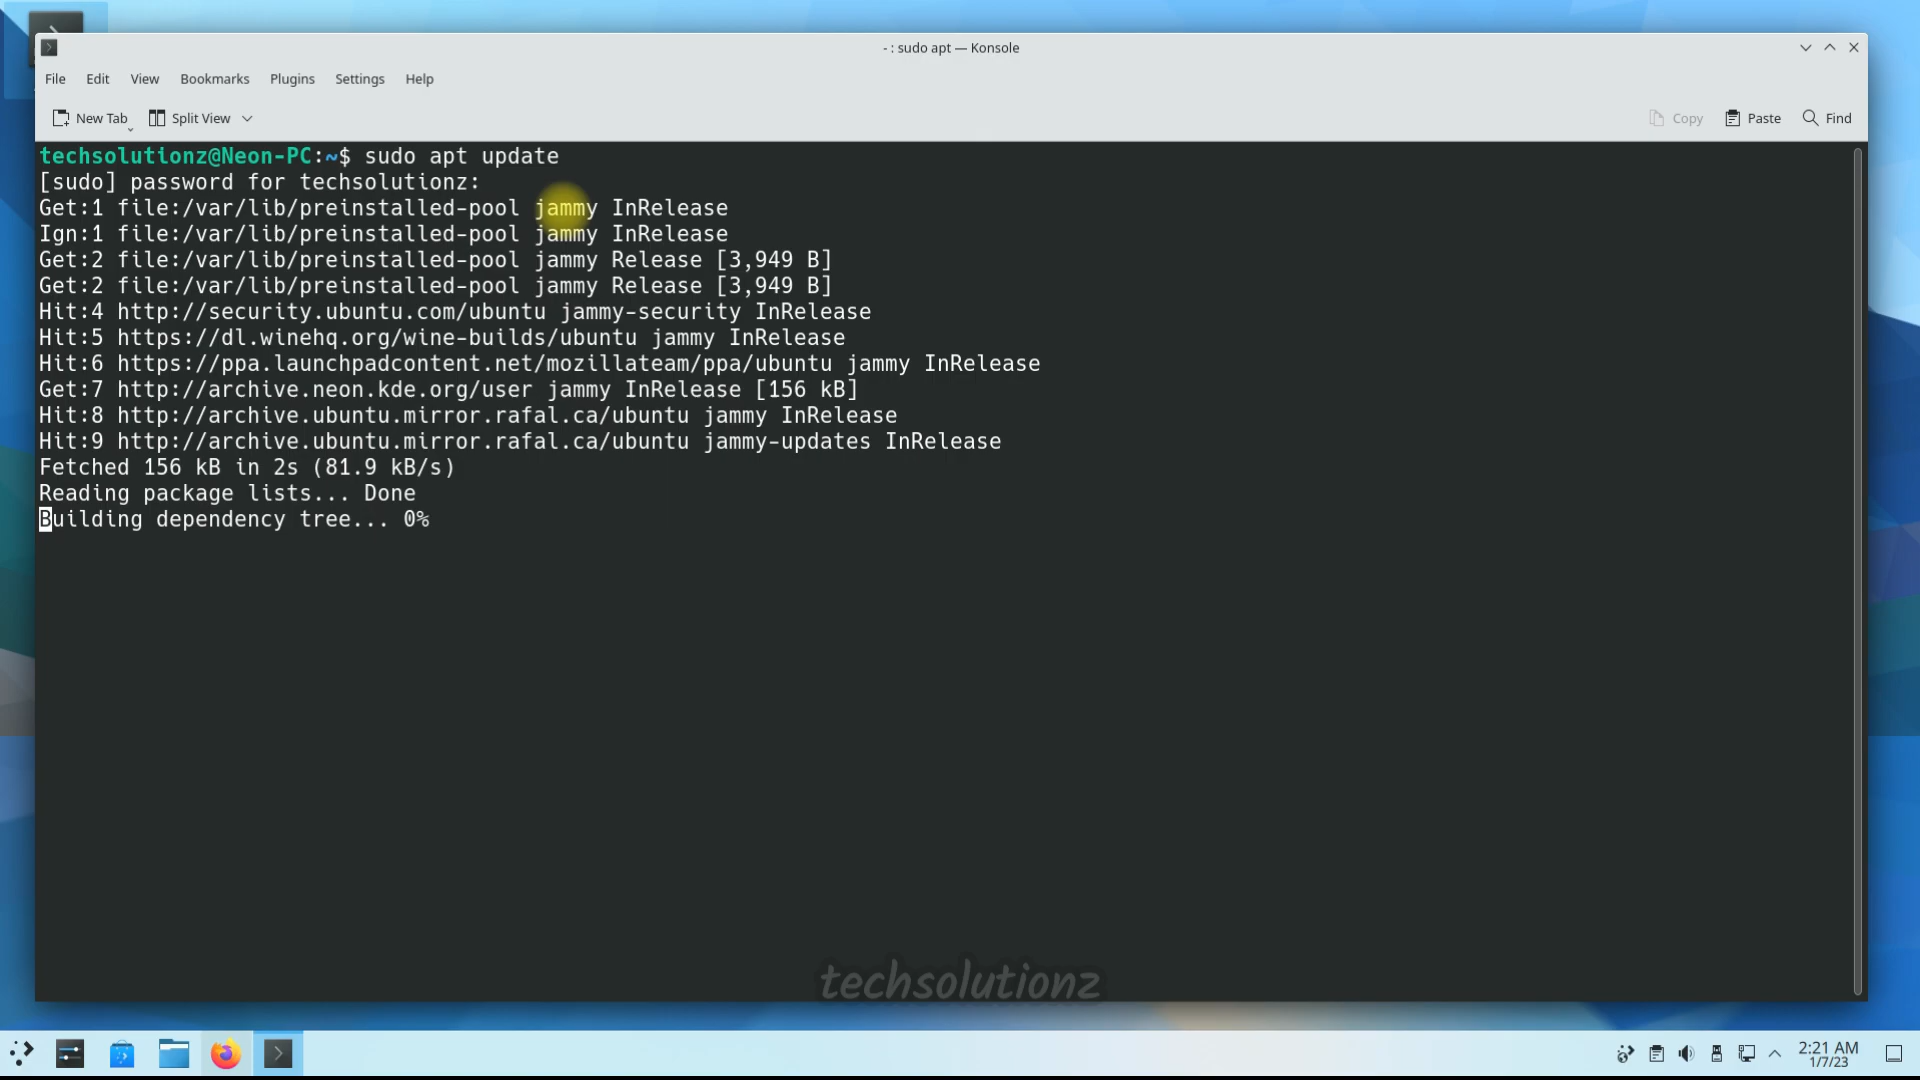 - : sudo apt — Konsole
File Edit View Bookmarks Plugins Settings Help
New Tab Split View Copy Paste Find
techsolutionz@Neon-PC:~$ sudo apt update
[sudo] password for techsolutionz:
Get:1 file:/var/lib/preinstalled-pool jammy InRelease
Ign:1 file:/var/lib/preinstalled-pool jammy InRelease
Get:2 file:/var/lib/preinstalled-pool jammy Release [3,949 B]
Get:2 file:/var/lib/preinstalled-pool jammy Release [3,949 B]
Hit:4 http://security.ubuntu.com/ubuntu jammy-security InRelease
Hit:5 https://dl.winehq.org/wine-builds/ubuntu jammy InRelease
Hit:6 https://ppa.launchpadcontent.net/mozillateam/ppa/ubuntu jammy InRelease
Get:7 http://archive.neon.kde.org/user jammy InRelease [156 kB]
Hit:8 http://archive.ubuntu.mirror.rafal.ca/ubuntu jammy InRelease
Hit:9 http://archive.ubuntu.mirror.rafal.ca/ubuntu jammy-updates InRelease
Fetched 156 kB in 2s (81.9 kB/s)
Reading package lists... Done
Building dependency tree... 0%
techsolutionz
2:21 AM
1/7/23